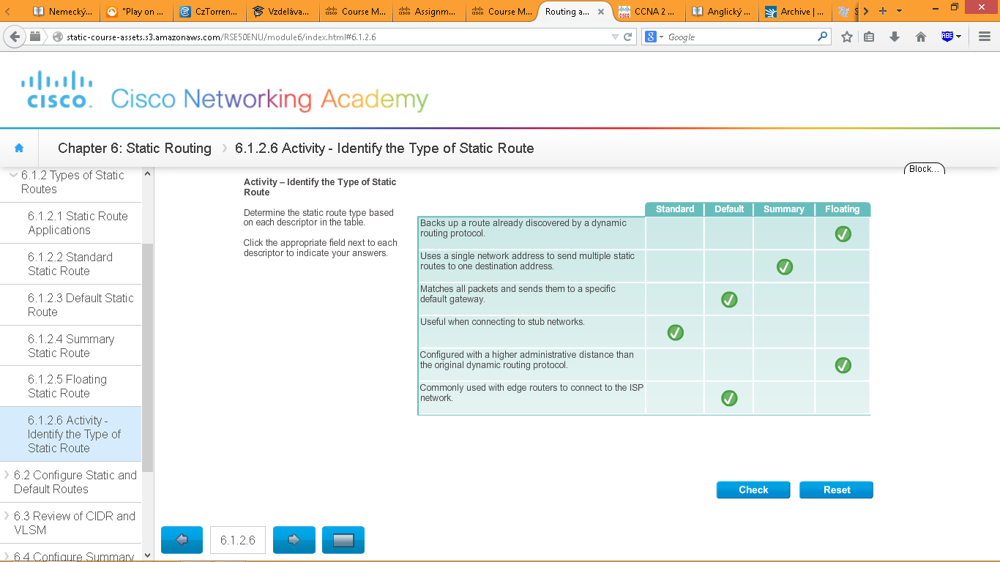 Nemecký...
"Play on ...
CzTorren...
Vzdeláva...
Course M...
Assignm...
Course M...
Routing a...
CCNA 2 ...
Anglický ...
Archive | ...
static-course-assets.s3.amazonaws.com/RSE50ENU/module6/index.html#6.1.2.6
Google
ABE
CISCO
Cisco Networking Academy
Chapter 6: Static Routing
6.1.2.6 Activity - Identify the Type of Static Route
Block...
6.1.2 Types of Static
Routes
6.1.2.1 Static Route
Applications
6.1.2.2 Standard
Static Route
6.1.2.3 Default Static
Route
6.1.2.4 Summary
Static Route
6.1.2.5 Floating
Static Route
6.1.2.6 Activity -
Identify the Type of
Static Route
6.2 Configure Static and
Default Routes
6.3 Review of CIDR and
VLSM
6.4 Configure Summary
Activity – Identify the Type of Static
Route
Determine the static route type based
on each descriptor in the table.
Click the appropriate field next to each
descriptor to indicate your answers.
Standard Default Summary Floating
Backs up a route already discovered by a dynamic
routing protocol.
Uses a single network address to send multiple static
routes to one destination address.
Matches all packets and sends them to a specific
default gateway.
Useful when connecting to stub networks.
Configured with a higher administrative distance than
the original dynamic routing protocol.
Commonly used with edge routers to connect to the ISP
network.
Check
Reset
6.1.2.6